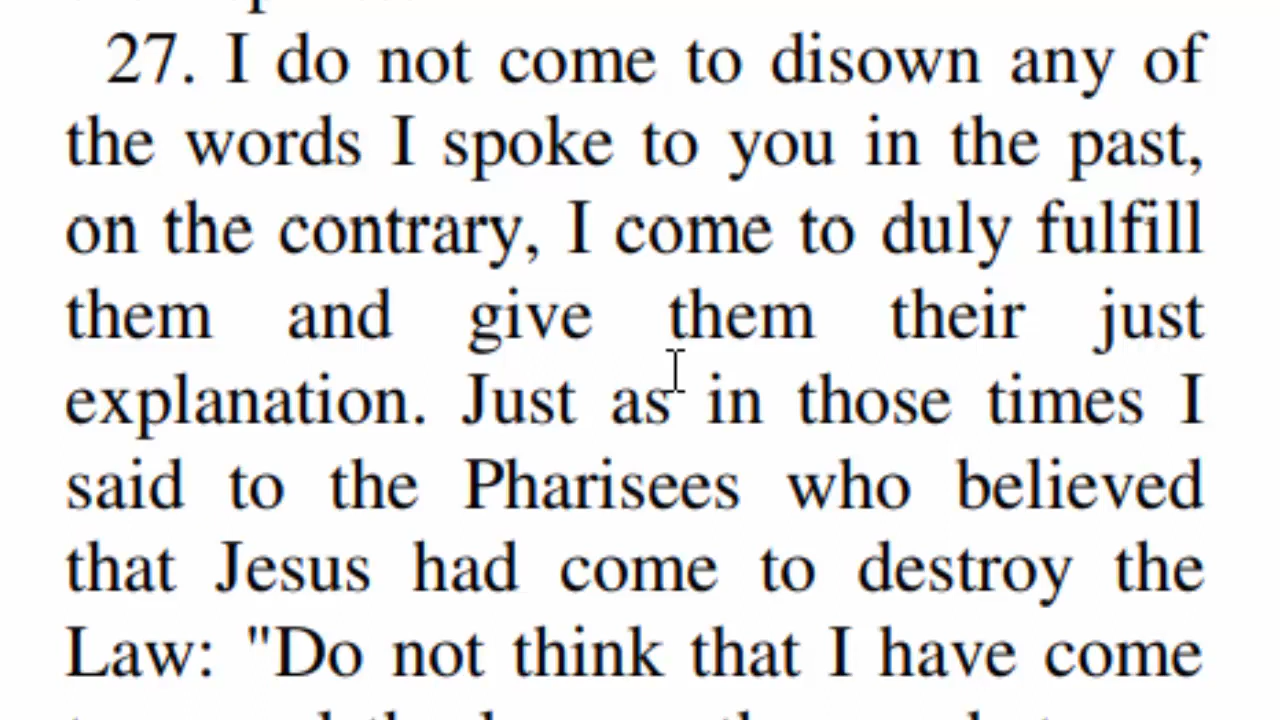 27. I do not come to disown any of
the words I spoke to you in the past,
on the contrary, I come to duly fulfill
them and give them their just
explanation. Just as in those times I
said to the Pharisees who believed
that Jesus had come to destroy the
Law: "Do not think that I have come